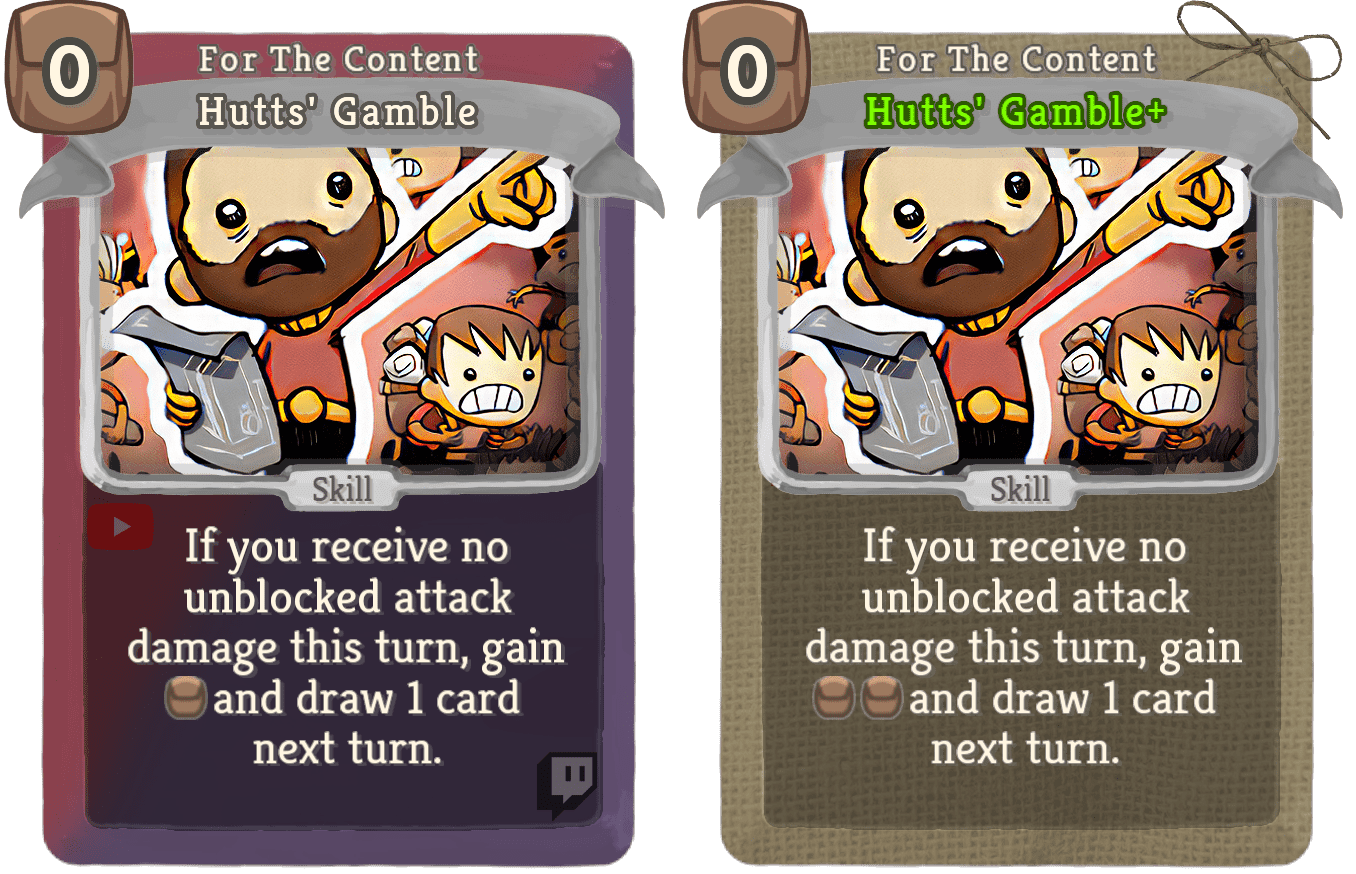 0
For The Content
Hutts' Gamble
Skill
If you receive no
unblocked attack
damage this turn, gain
and draw 1 card
next turn.
0
For The Content
Hutts' Gamble+
Skill
If you receive no
unblocked attack
damage this turn, gain
and draw 1 card
next turn.